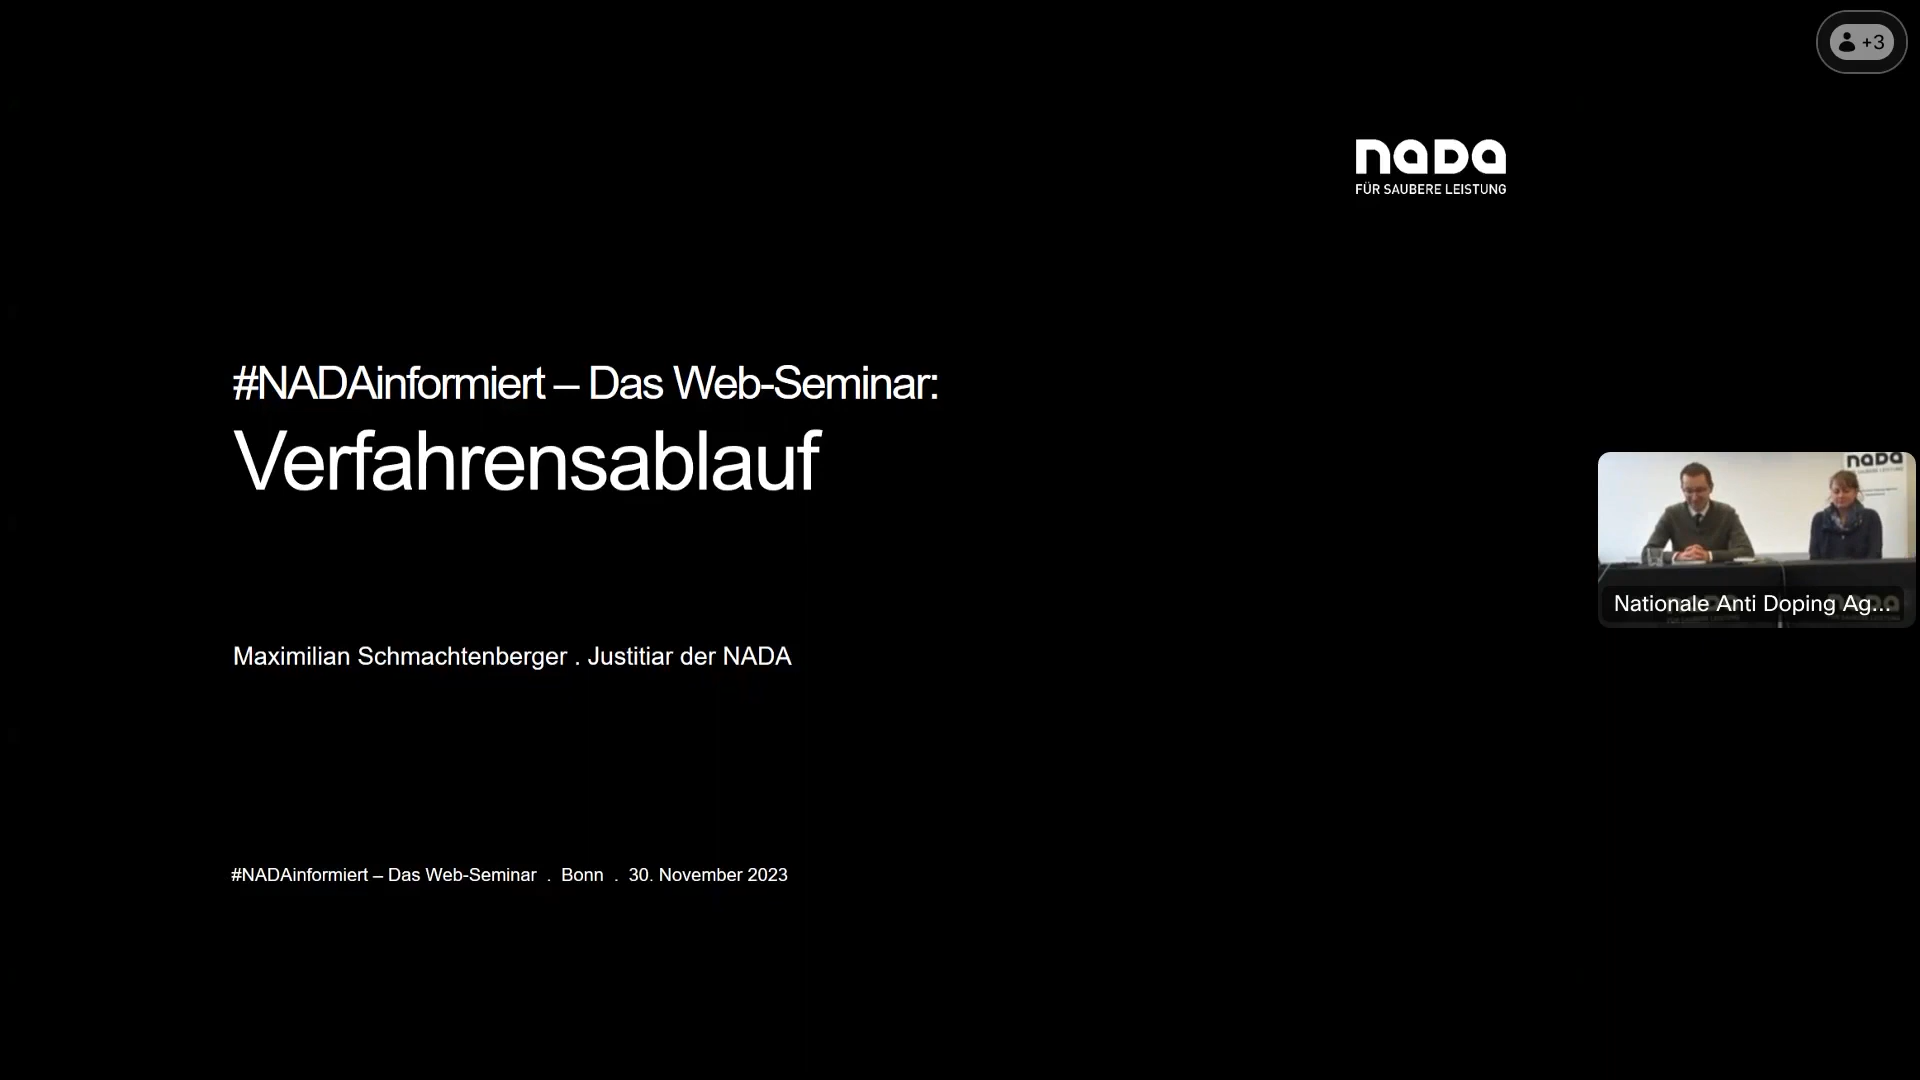 +3
NADA
FÜR SAUBERE LEISTUNG
#NADAinformiert – Das Web-Seminar:
Verfahrensablauf
NADA
Nationale Anti Doping Ag...
Maximilian Schmachtenberger . Justitiar der NADA
#NADAinformiert – Das Web-Seminar . Bonn . 30. November 2023